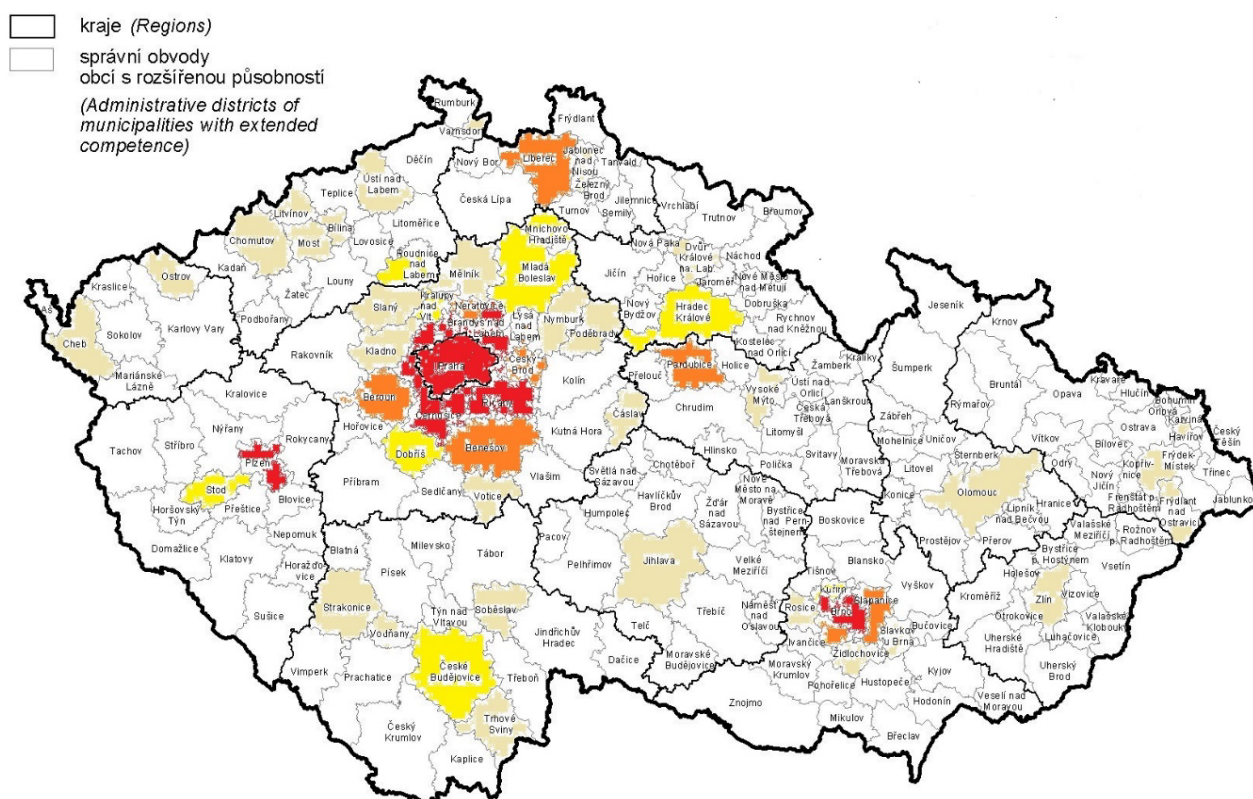 kraje (Regions)
správní obvody
obcí s rozšířenou působností
(Administrative districts of
municipalities with extended
competence)
Rumburk
Varnsdorf
Frýdlant
Děčín
Nový Bor
Liberec
Jablonec
nad
Nisou
Tanvald
Železný
Brod
Ústí nad
Labem
Teplice
Česká Lípa
Turnov
Semily
Jilemnice
Vrchlabí
Trutnov
Broumov
Litvínov
Bílina
Most
Chomutov
Lovosice
Litoměřice
Mnichovo
Hradiště
Nová Paka
Dvůr
Králové
na. Lab.
Náchod
Kadaň
Roudnice
nad
Labem
Mělník
Mladá
Boleslav
Jičín
Hořice
Jaroměř
Nové Město
nad Metují
Ostrov
Kraslice
Louny
Žatec
Podbořany
Slaný
Kralupy
nad
Vlt.
Neratovice
Brandýs nad
Labem
Lysá
nad
Labem
Nymburk
Poděbrady
Nový
Bydžov
Hradec
Králové
Dobruška
Rychnov
nad Kněžnou
Jeseník
Krnov
Aš
Sokolov
Karlovy Vary
Cheb
Mariánské
Lázně
Rakovník
Kladno
Praha
Český
Brod
Kolín
Přelouč
Pardubice
Holice
Kostelec
nad Orlicí
Žamberk
Králíky
Šumperk
Bruntál
Rýmařov
Opava
Kravaře
Hlučín
Bohumín
Orlová
Karviná
Ostrava
Havířov
Český
Těšín
Kralovice
Beroun
Hořovice
Černošice
Říčany
Kutná Hora
Čáslav
Chrudim
Vysoké
Mýto
Ústí nad
Orlicí
Česká
Třebová
Lanškroun
Zábřeh
Mohelnice
Uničov
Šternberk
Litovel
Vítkov
Bílovec
Odry
Nový
Jičín
Kopřiv-
nice
Frýdek-
Místek
Třinec
Jablunkov
Tachov
Stříbro
Nýřany
Rokycany
Plzeň
Dobříš
Benešov
Vlašim
Hlinsko
Litomyšl
Polička
Svitavy
Moravská
Třebová
Konice
Olomouc
Hranice
Lipník
nad Bečvou
Frenštát p.
Radhoštěm
Frýdlant
nad
Ostravicí
Stod
Přeštice
Blovice
Horšovský
Týn
Příbram
Sedlčany
Votice
Světlá nad
Sázavou
Chotěboř
Havlíčkův
Brod
Nové
Město na
Moravě
Žďár
nad
Sázavou
Bystřice
nad Pern-
štejnem
Boskovice
Prostějov
Přerov
Valašské
Meziříčí
Rožnov
p. Radhoštěm
Bystřice
p. Hostýnem
Vsetín
Nepomuk
Domažlice
Klatovy
Horažďo-
vice
Blatná
Milevsko
Tábor
Pacov
Humpolec
Pelhřimov
Jihlava
Velké
Meziříčí
Tišnov
Blansko
Vyškov
Kroměříž
Holešov
Zlín
Vizovice
Otrokovice
Luhačovice
Valašské
Klobouky
Sušice
Strakonice
Písek
Týn nad
Vltavou
Soběslav
Jindřichův
Hradec
Telč
Třebíč
Náměšť
nad
Oslavou
Rosice
Kuřim
Brno
Šlapanice
Slavkov
u Brna
Bučovice
Ivančice
Židlochovice
Uherské
Hradiště
Uherský
Brod
Vodňany
Vimperk
Prachatice
České
Budějovice
Třeboň
Dačice
Moravské
Budějovice
Moravský
Krumlov
Pohořelice
Hustopeče
Kyjov
Hodonín
Veselí nad
Moravou
Znojmo
Mikulov
Břeclav
Český
Krumlov
Trhové
Sviny
Kaplice